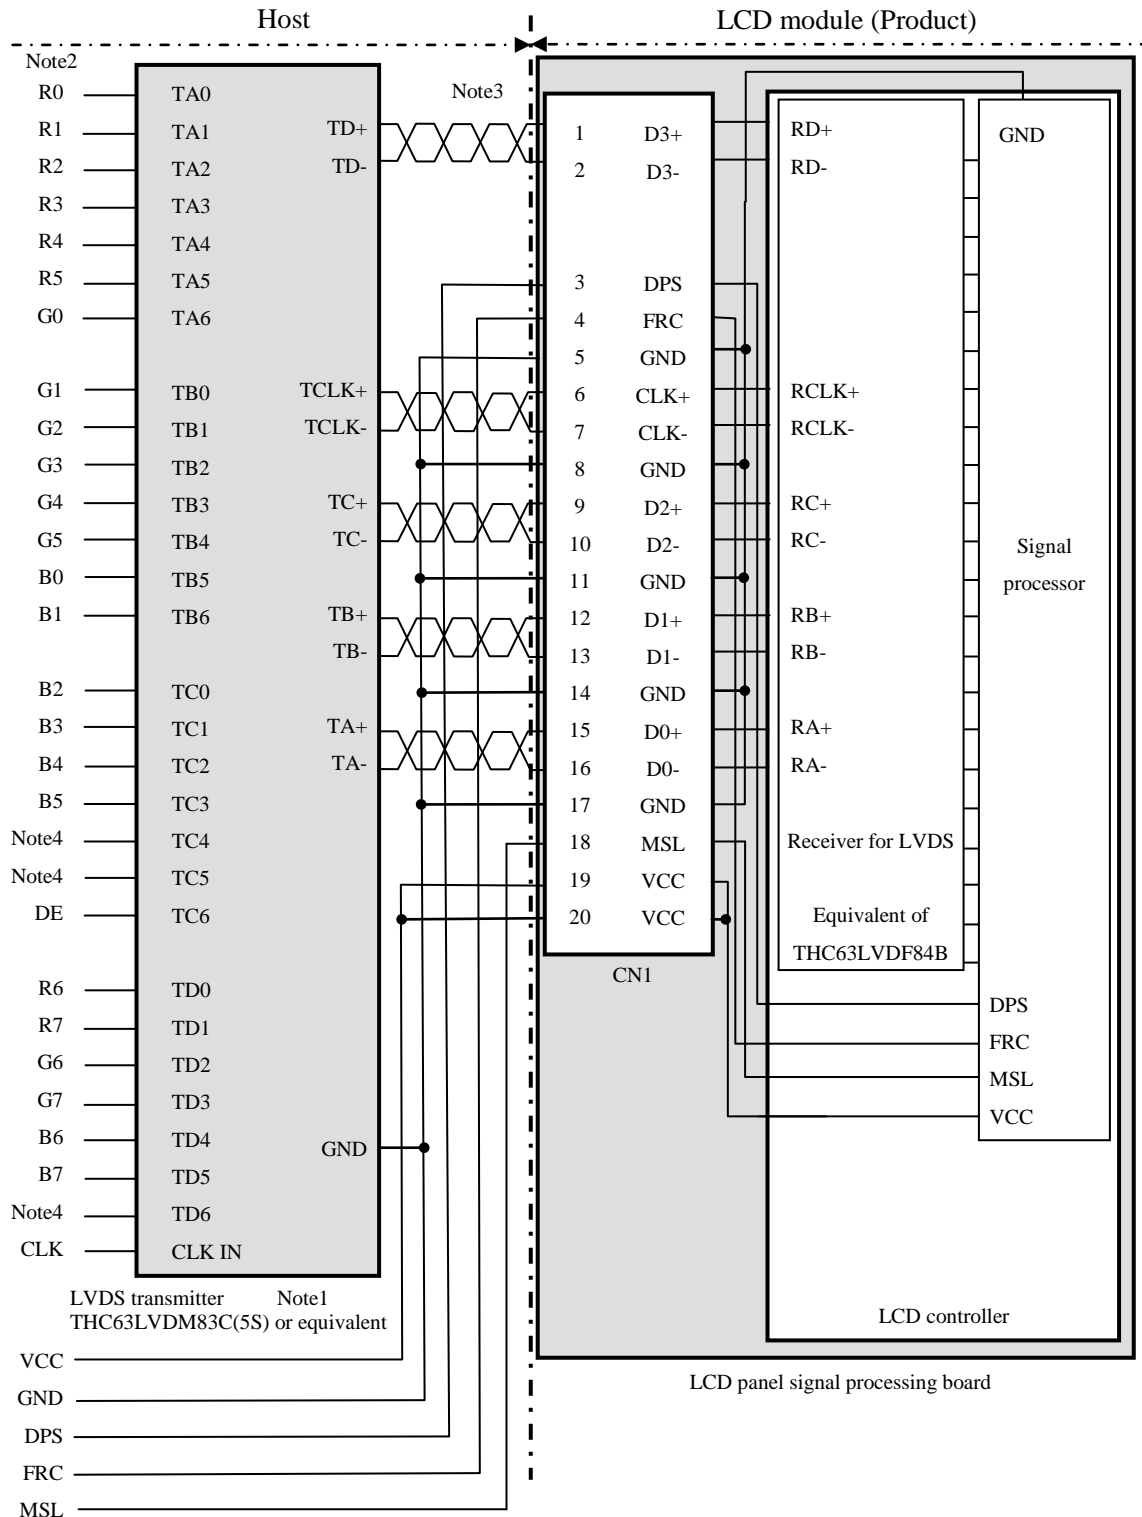 Host
LCD module (Product)
Note2
Note3
R0 TA0
R1 TA1
R2 TA2
R3 TA3
R4 TA4
R5 TA5
G0 TA6
G1 TB0
G2 TB1
G3 TB2
G4 TB3
G5 TB4
B0 TB5
B1 TB6
B2 TC0
B3 TC1
B4 TC2
B5 TC3
Note4 TC4
Note4 TC5
DE TC6
R6 TD0
R7 TD1
G6 TD2
G7 TD3
B6 TD4
B7 TD5
Note4 TD6
CLK CLK IN
TD+
TD-
TCLK+
TCLK-
TC+
TC-
TB+
TB-
TA+
TA-
GND
LVDS transmitter Note1
THC63LVDM83C(5S) or equivalent
VCC
GND
DPS
FRC
MSL
1 D3+
2 D3-
3 DPS
4 FRC
5 GND
6 CLK+
7 CLK-
8 GND
9 D2+
10 D2-
11 GND
12 D1+
13 D1-
14 GND
15 D0+
16 D0-
17 GND
18 MSL
19 VCC
20 VCC
CN1
RD+
RD-
RCLK+
RCLK-
RC+
RC-
RB+
RB-
RA+
RA-
Receiver for LVDS
Equivalent of
THC63LVDF84B
GND
Signal
processor
DPS
FRC
MSL
VCC
LCD controller
LCD panel signal processing board